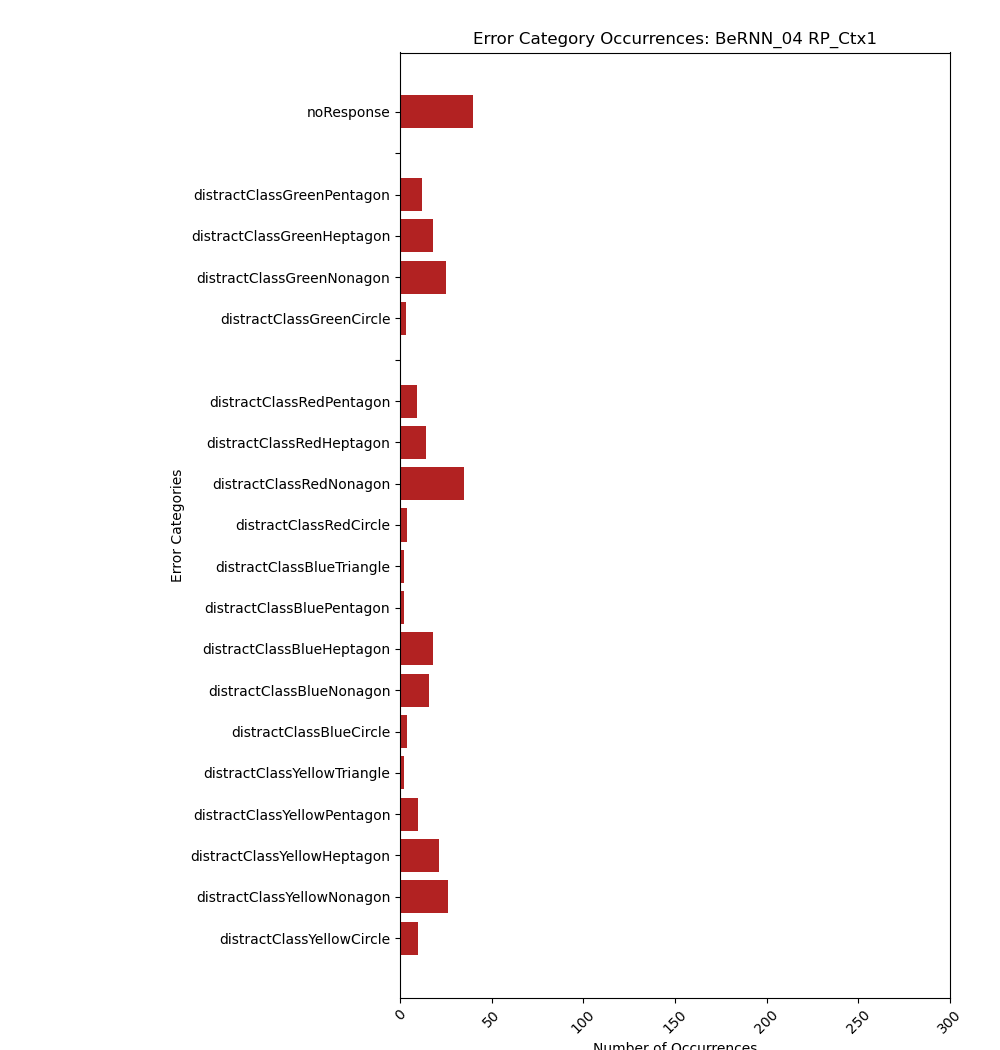 Error Category Occurrences: BeRNN_04 RP_Ctx1
noResponse
distractClassGreenPentagon
distractClassGreenHeptagon
distractClassGreenNonagon
distractClassGreenCircle
distractClassRedPentagon
distractClassRedHeptagon
distractClassRedNonagon
distractClassRedCircle
distractClassBlueTriangle
distractClassBluePentagon
distractClassBlueHeptagon
distractClassBlueNonagon
distractClassBlueCircle
distractClassYellowTriangle
distractClassYellowPentagon
distractClassYellowHeptagon
distractClassYellowNonagon
distractClassYellowCircle
Error Categories
0 50 100 150 200 250 300
Number of Occurrences